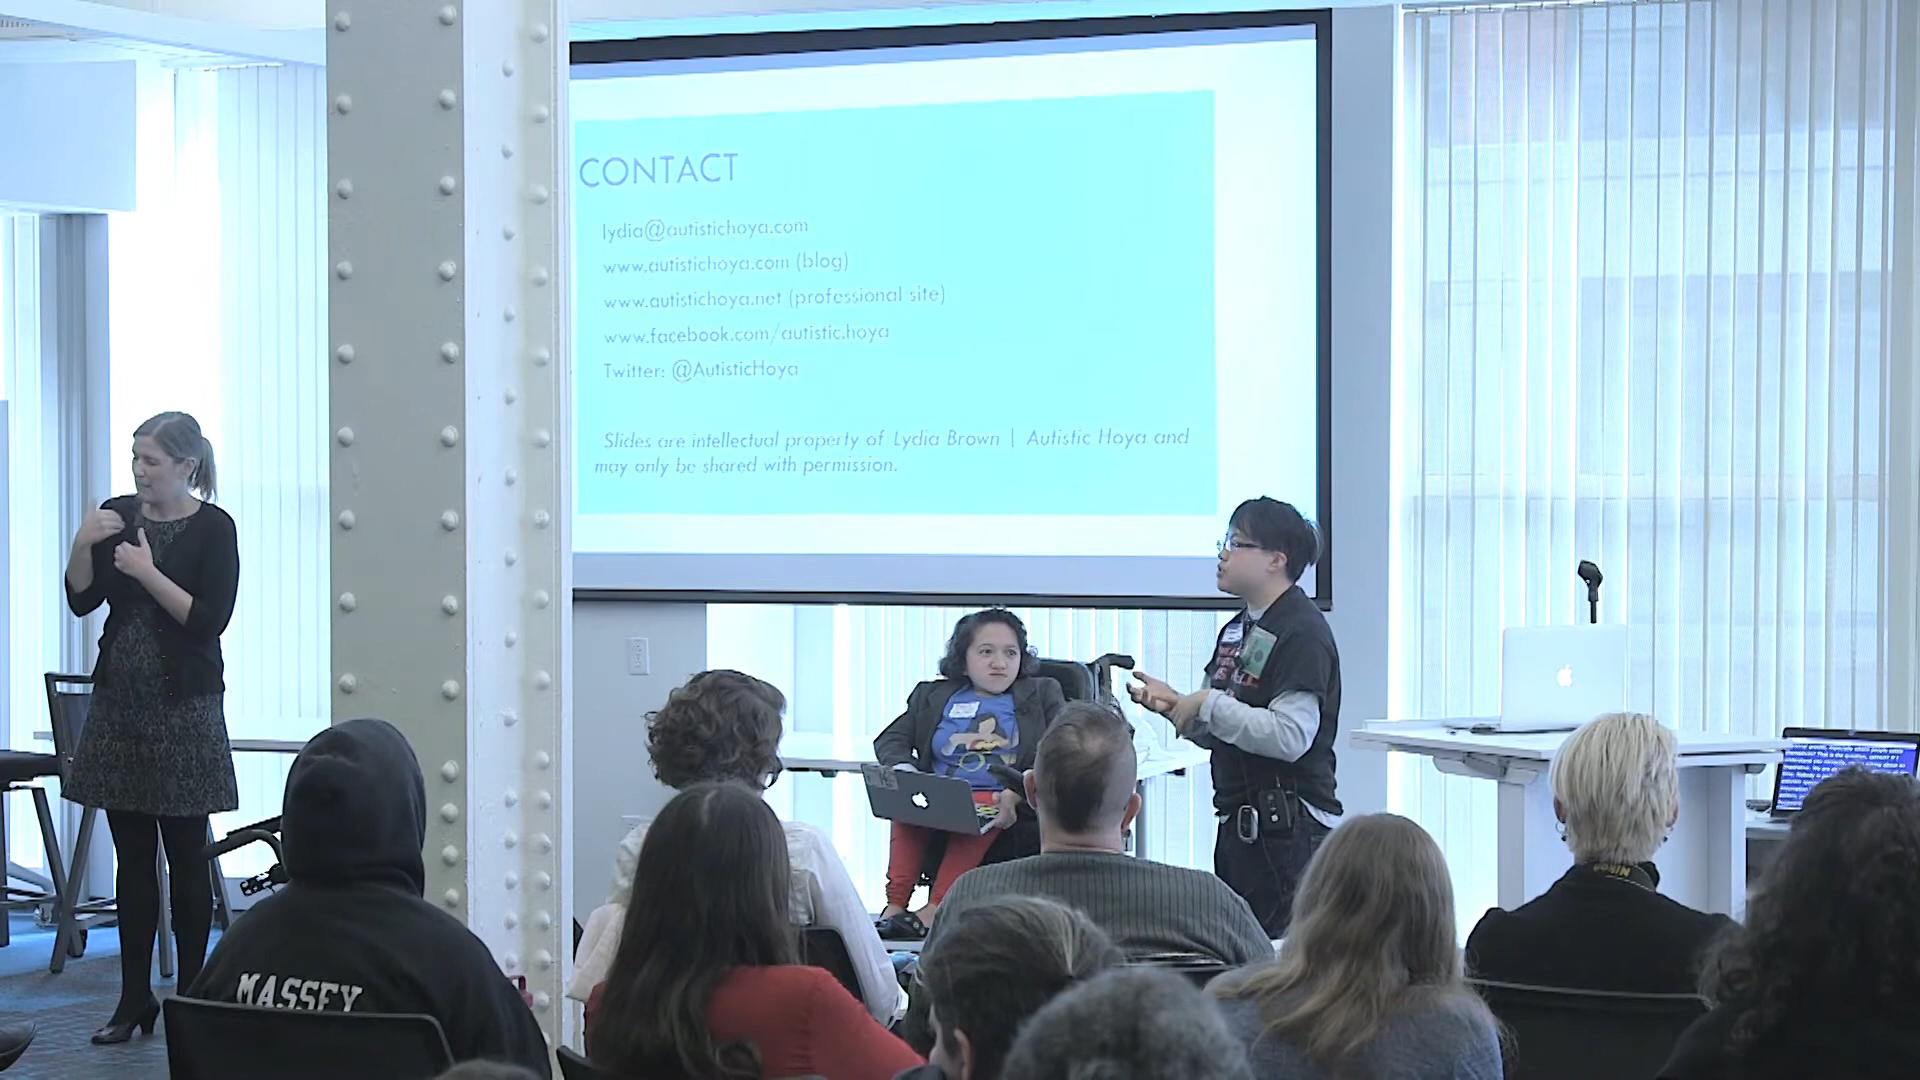 CONTACT
lydia@autistichoya.com
www.autistichoya.com (blog)
www.autistichoya.net (professional site)
www.facebook.com/autistic.hoya
Twitter: @AutisticHoya
Slides are intellectual property of Lydia Brown | Autistic Hoya and
may only be shared with permission.
MASSEY
Nikon